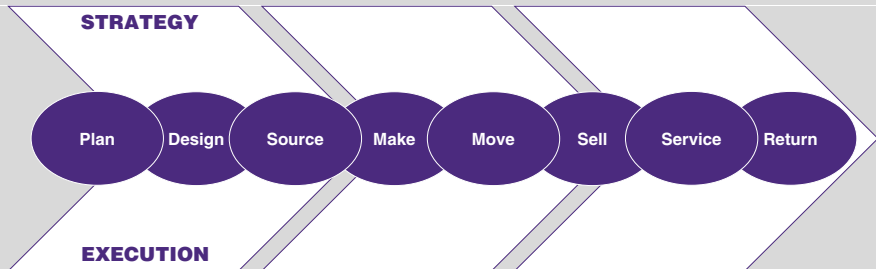 STRATEGY
Plan Design Source Make Move Sell Service Return
EXECUTION